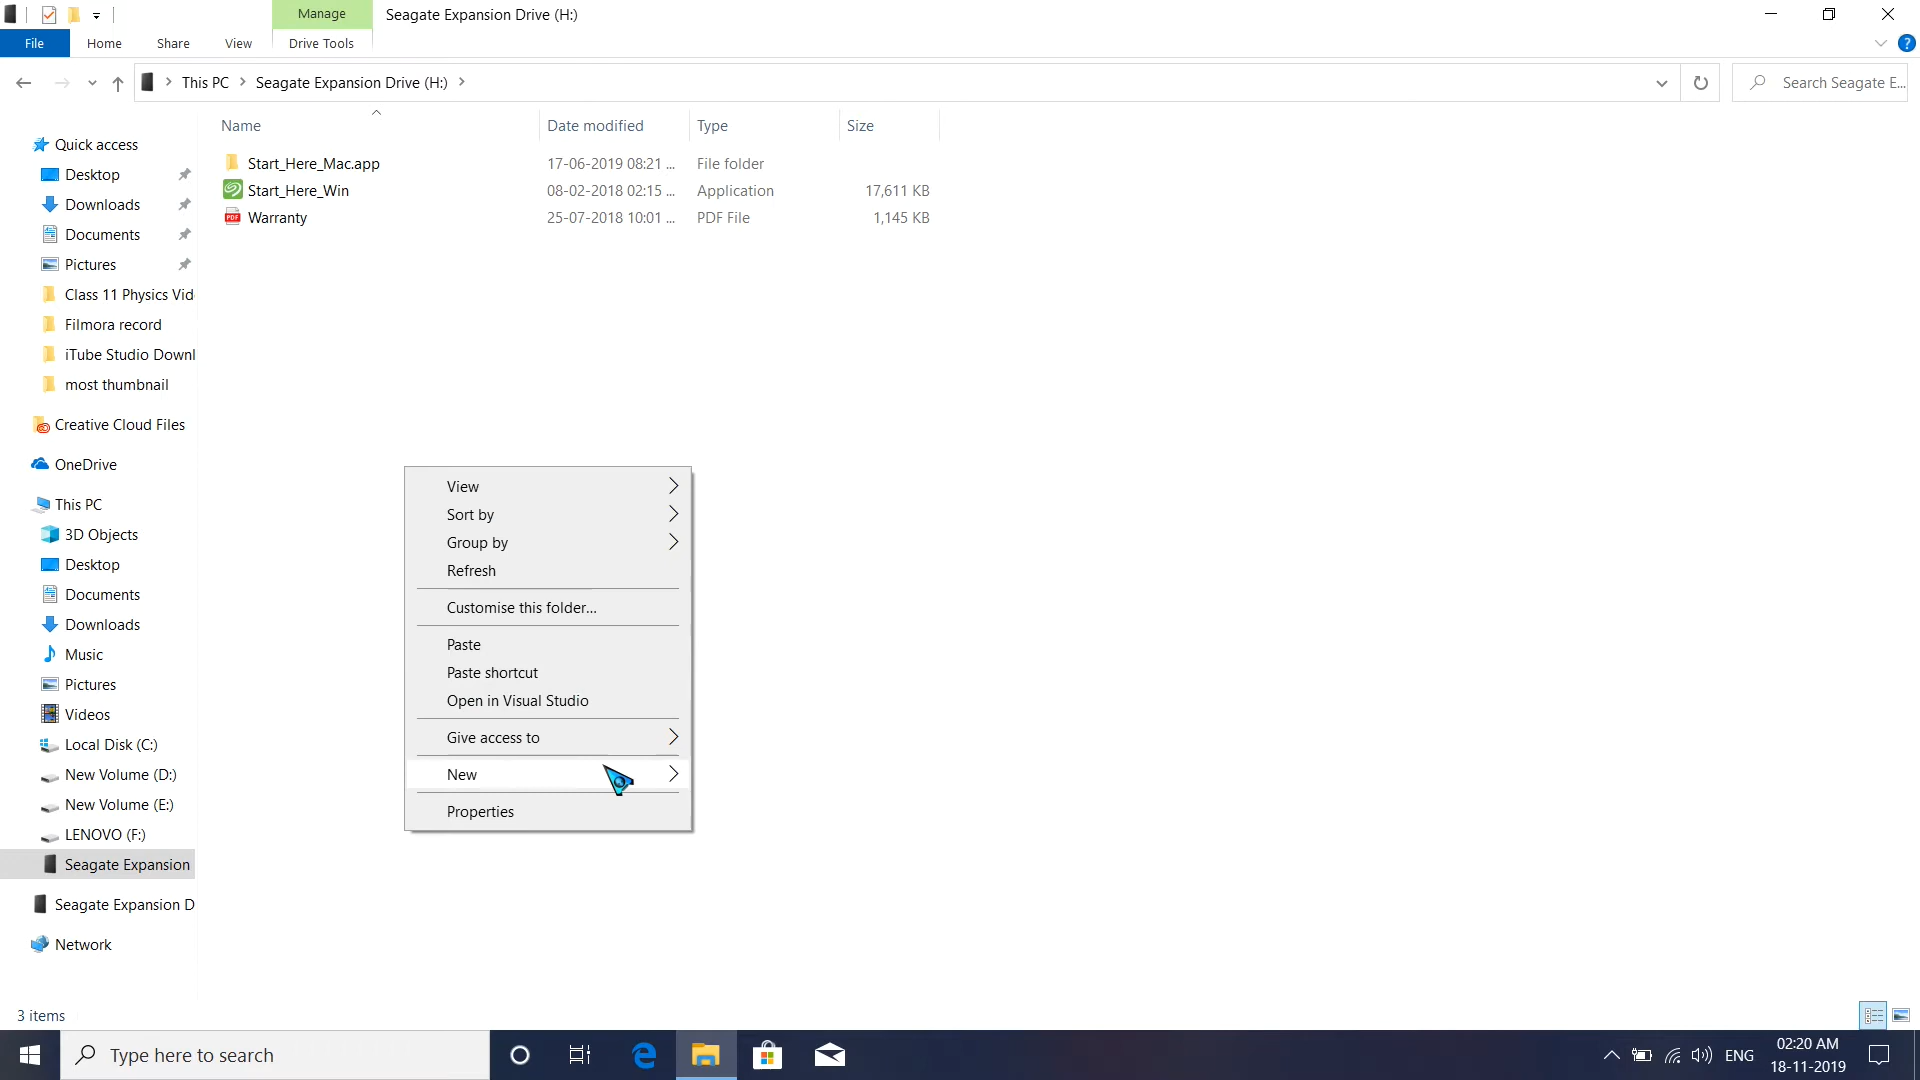 Manage
Seagate Expansion Drive (H:)
File
Home
Share
View
Drive Tools
This PC
Seagate Expansion Drive (H:)
Search Seagate E...
Name
Date modified
Type
Size
Start_Here_Mac.app
17-06-2019 08:21 ...
File folder
Start_Here_Win
08-02-2018 02:15 ...
Application
17,611 KB
Warranty
25-07-2018 10:01 ...
PDF File
1,145 KB
Quick access
Desktop
Downloads
Documents
Pictures
Class 11 Physics Vid
Filmora record
iTube Studio Downl
most thumbnail
Creative Cloud Files
OneDrive
This PC
3D Objects
Desktop
Documents
Downloads
Music
Pictures
Videos
Local Disk (C:)
New Volume (D:)
New Volume (E:)
LENOVO (F:)
Seagate Expansion
Seagate Expansion D
Network
View
Sort by
Group by
Refresh
Customise this folder...
Paste
Paste shortcut
Open in Visual Studio
Give access to
New
Properties
3 items
Type here to search
ENG
02:20 AM
18-11-2019